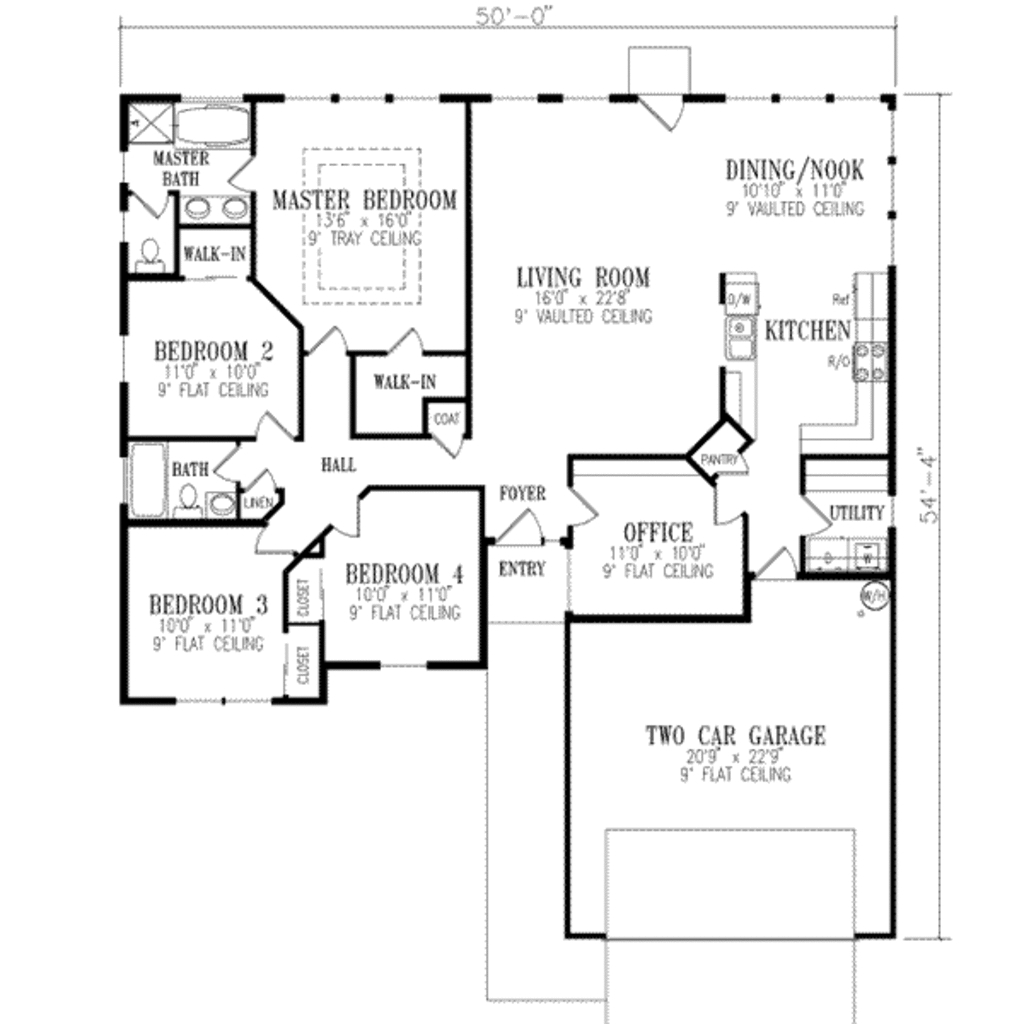 50'-0"
MASTER
BATH
MASTER BEDROOM
13'6" x 16'0"
9' TRAY CEILING
DINING/NOOK
10'10" x 11'0"
9' VAULTED CEILING
WALK-IN
LIVING ROOM
16'0" x 22'8"
9' VAULTED CEILING
D/W
Ref
KITCHEN
R/O
BEDROOM 2
11'0" x 10'0"
9' FLAT CEILING
WALK-IN
COAT
BATH
HALL
PANTRY
LINEN
FOYER
UTILITY
54'-4"
OFFICE
11'0" x 10'0"
9' FLAT CEILING
D
W
ENTRY
W/H
BEDROOM 4
10'0" x 11'0"
9' FLAT CEILING
CLOSET
BEDROOM 3
10'0" x 11'0"
9' FLAT CEILING
CLOSET
TWO CAR GARAGE
20'9" x 22'9"
9' FLAT CEILING